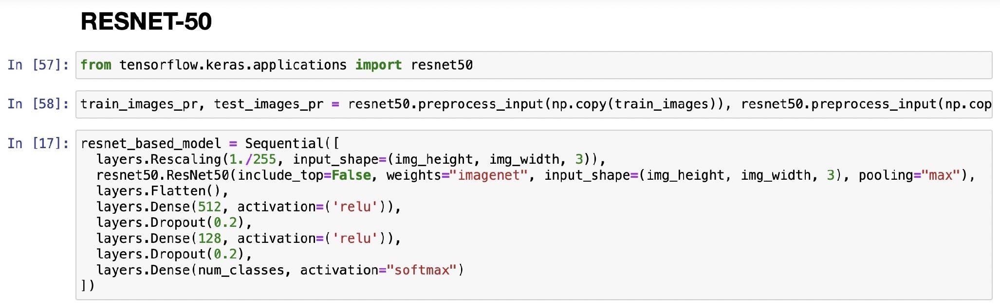 RESNET-50
In [57]: from tensorflow.keras.applications import resnet50
In [58]: train_images_pr, test_images_pr = resnet50.preprocess_input(np.copy(train_images)), resnet50.preprocess_input(np.cop
In [17]: resnet_based_model = Sequential([
layers.Rescaling(1./255, input_shape=(img_height, img_width, 3)),
resnet50.ResNet50(include_top=False, weights="imagenet", input_shape=(img_height, img_width, 3), pooling="max"),
layers.Flatten(),
layers.Dense(512, activation=('relu')),
layers.Dropout(0.2),
layers.Dense(128, activation=('relu')),
layers.Dropout(0.2),
layers.Dense(num_classes, activation="softmax")
])